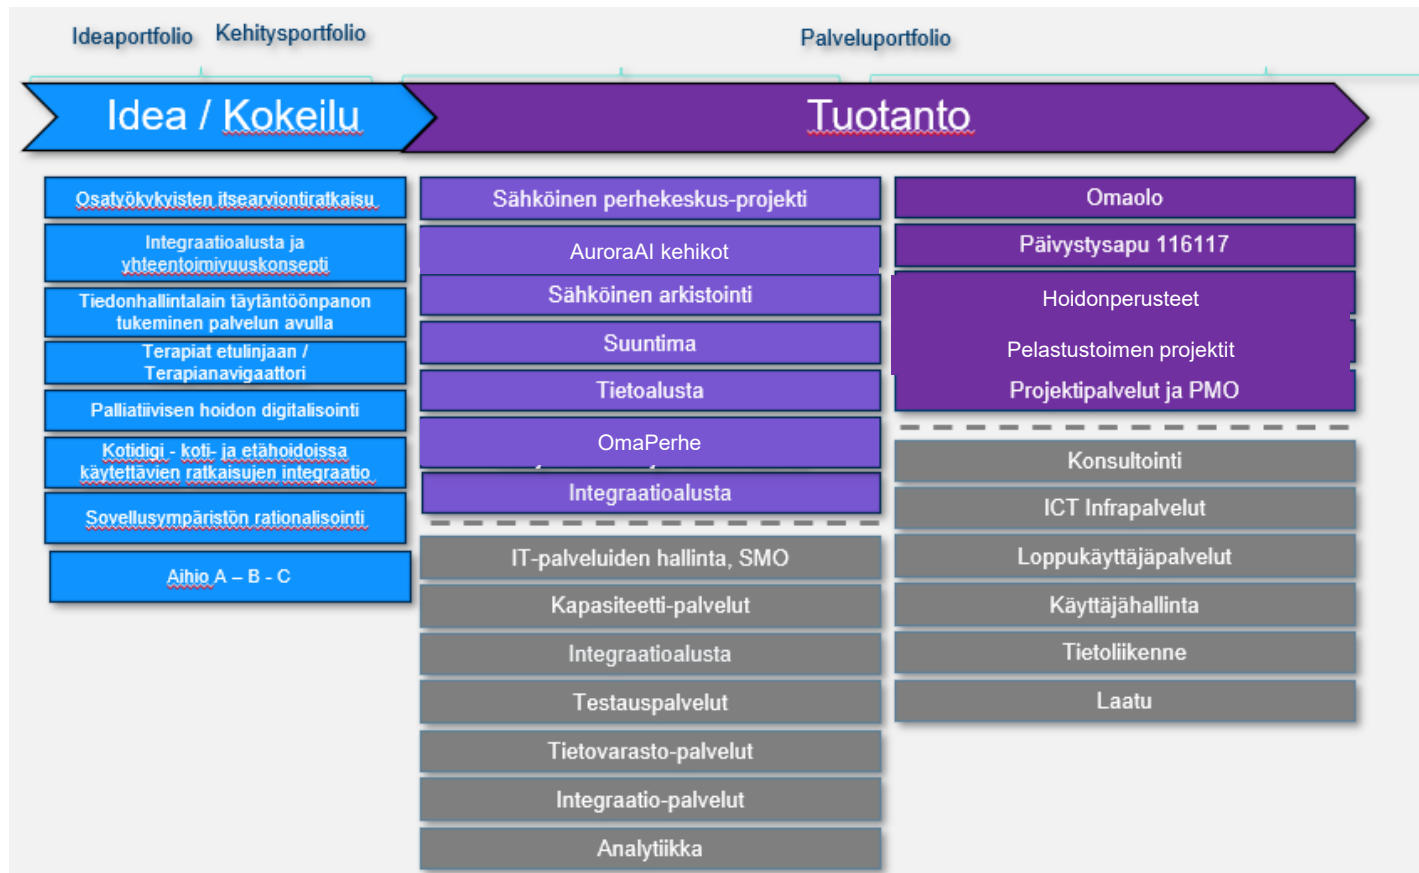 Ideaportfolio
Kehitysportfolio
Palveluportfolio
Idea / Kokeilu
Tuotanto
Osatyökykyisten itsearviontiratkaisu
Integraatioalusta ja
yhteentoimivuuskonsepti
Tiedonhallintalain täytäntöönpanon
tukeminen palvelun avulla
Terapiat etulinjaan /
Terapianavigaattori
Palliatiivisen hoidon digitalisointi
Kotidigi - koti- ja etähoidoissa
käytettävien ratkaisujen integraatio
Sovellusympäristön rationalisointi
Aihio A – B - C
Sähköinen perhekeskus-projekti
AuroraAI kehikot
Sähköinen arkistointi
Suuntima
Tietoalusta
OmaPerhe
Integraatioalusta
IT-palveluiden hallinta, SMO
Kapasiteetti-palvelut
Integraatioalusta
Testauspalvelut
Tietovarasto-palvelut
Integraatio-palvelut
Analytiikka
Omaolo
Päivystysapu 116117
Hoidonperusteet
Pelastustoimen projektit
Projektipalvelut ja PMO
Konsultointi
ICT Infrapalvelut
Loppukäyttäjäpalvelut
Käyttäjähallinta
Tietoliikenne
Laatu